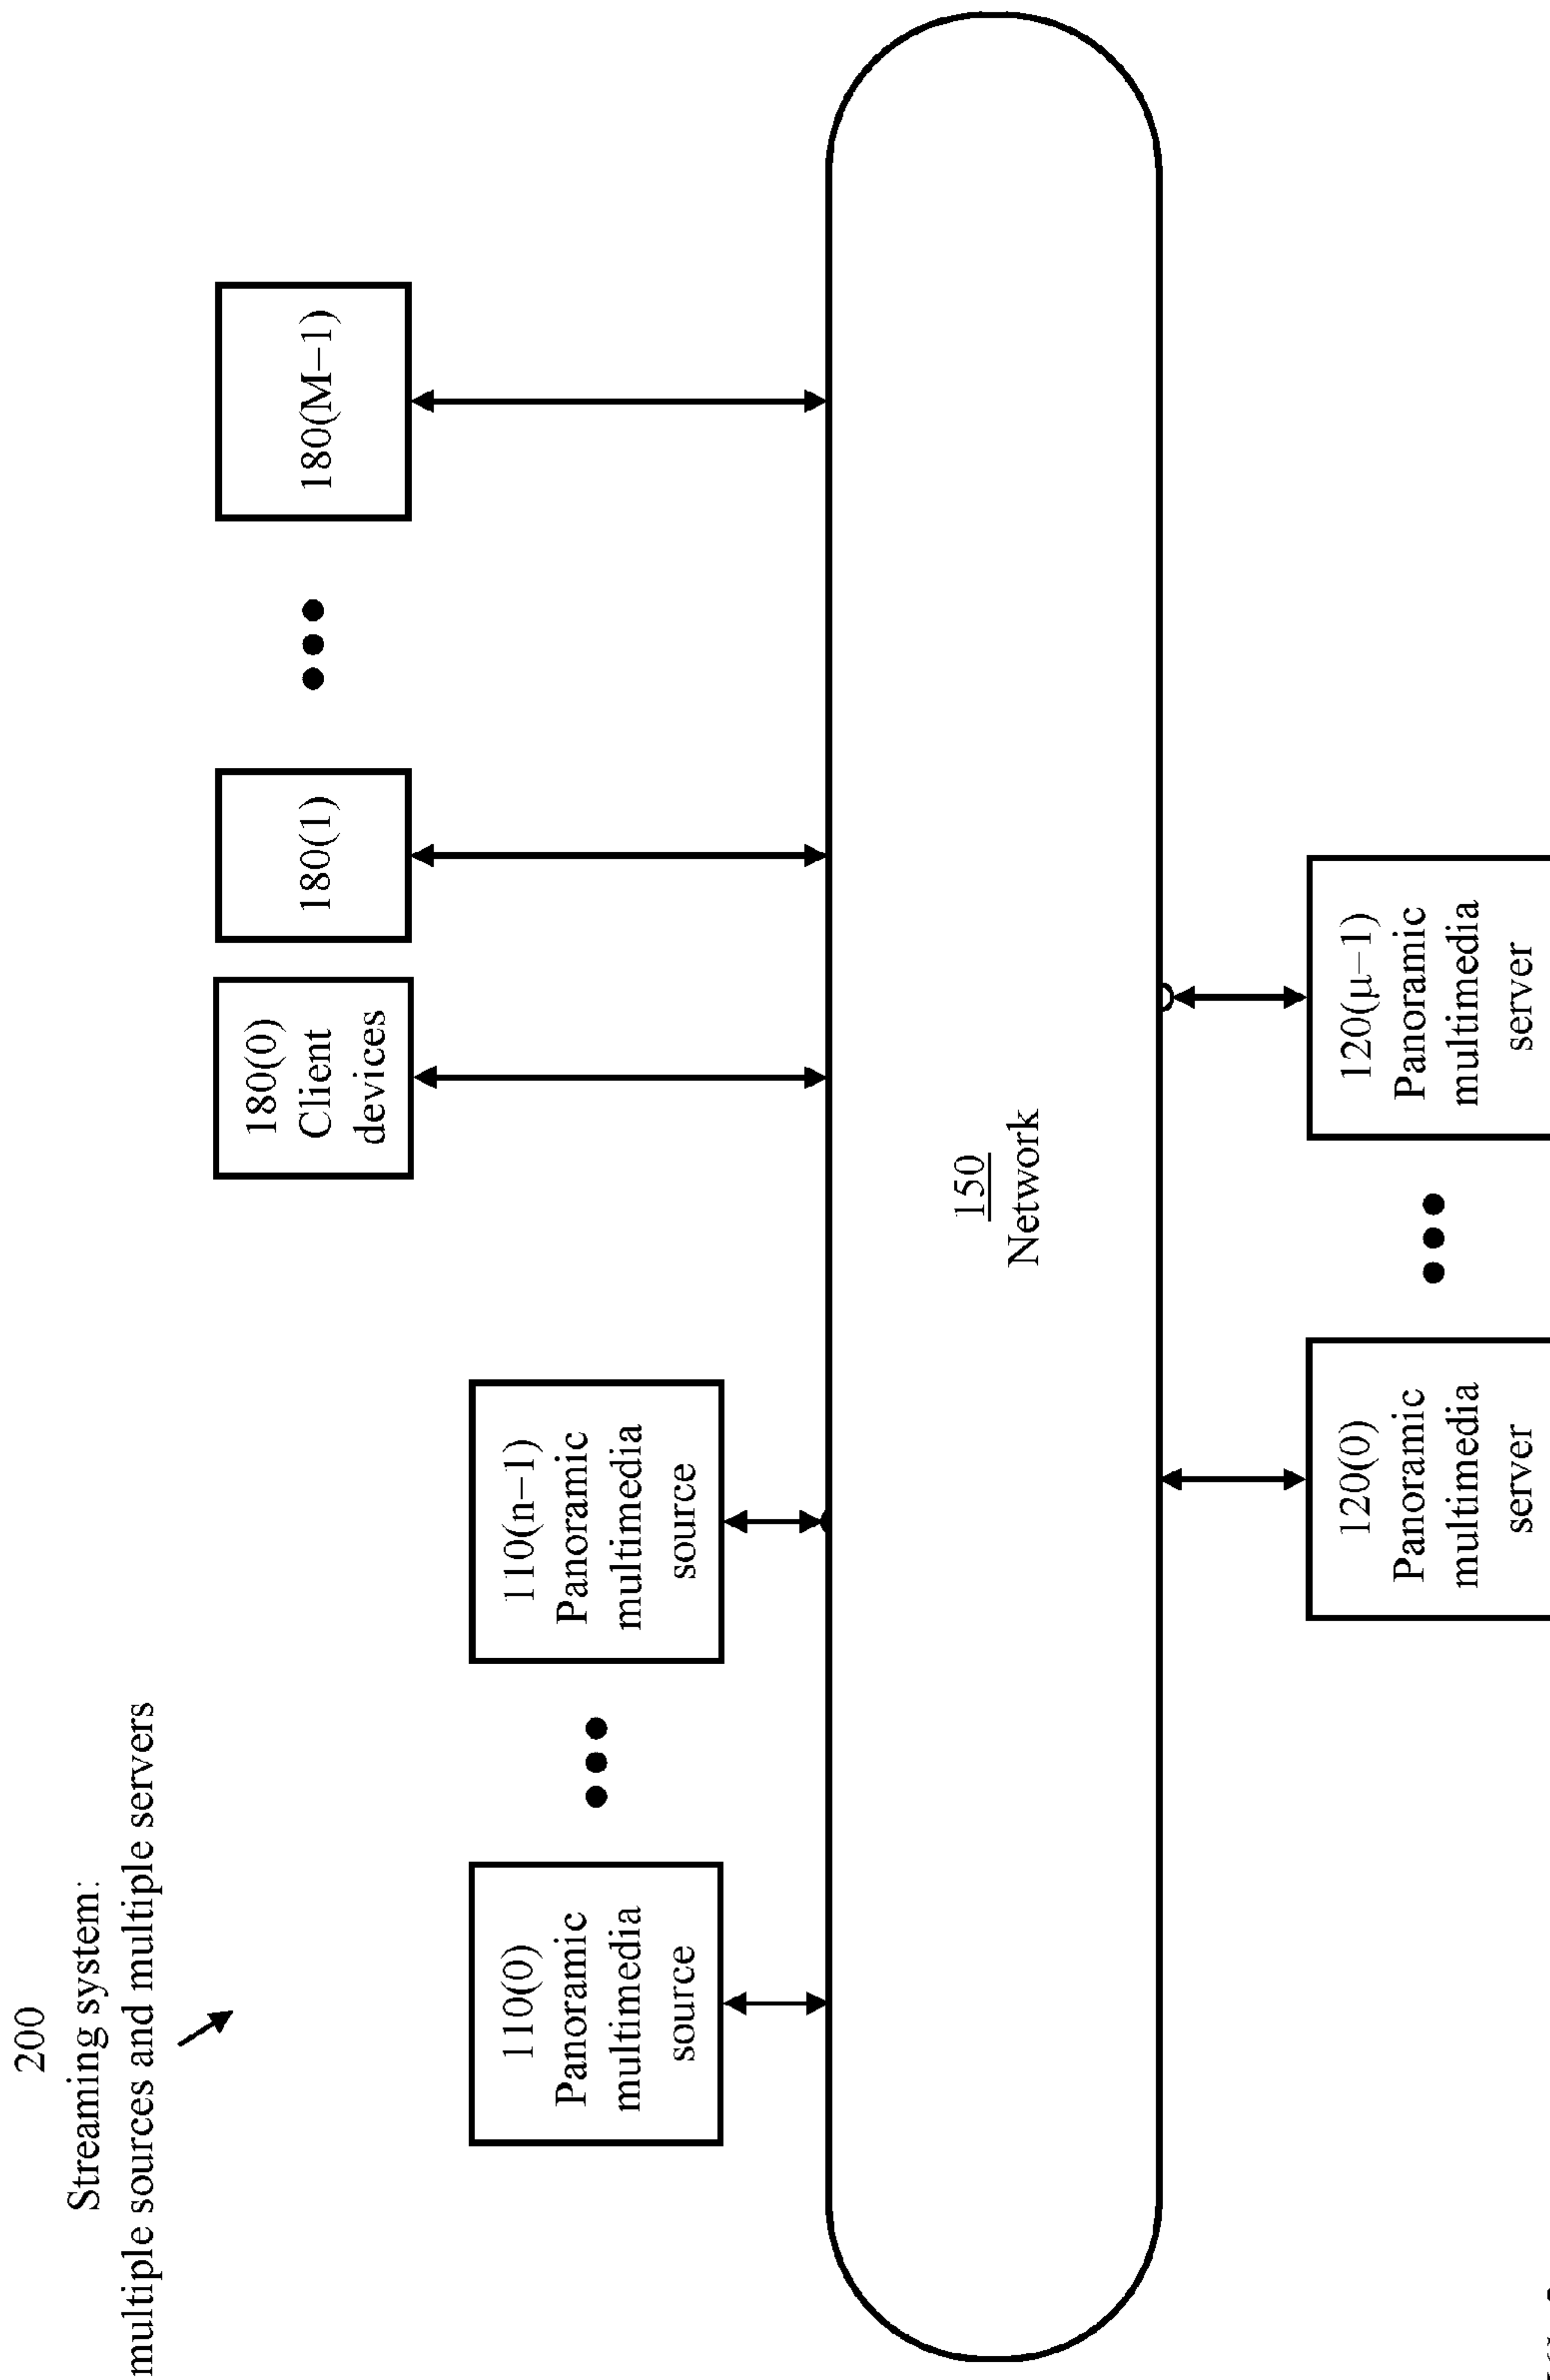 200
Streaming system:
multiple sources and multiple servers
180(0)
Client
devices
180(1)
180(M−1)
110(0)
Panoramic
multimedia
source
110(n−1)
Panoramic
multimedia
source
150
Network
120(0)
Panoramic
multimedia
server
120(μ−1)
Panoramic
multimedia
server